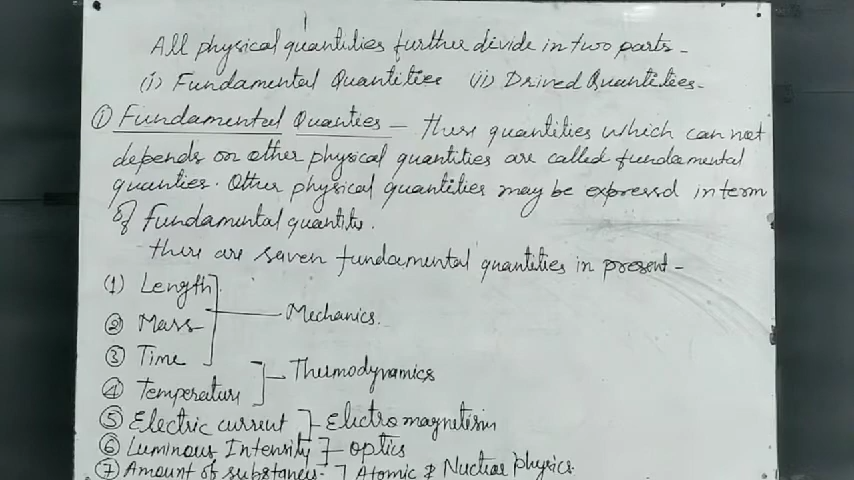 All physical quantities further divide in two parts -
(i) Fundamental Quantities (ii) Drived Quantities -
(i) Fundamental Quanties - These quantities which can not
depends on other physical quantities are called fundamental
quanties. Other physical quantities may be expressd in term
of fundamental quantity.
There are seven fundamental quantities in present -
(1) Length
Mechanics.
(2) Mass
(3) Time
Thermodynamics
(4) Temperature
(5) Electric current Electromagnetism
(6) Luminous Intensity optics
(7) Amount of substances - Atomic & Nuclear physics.